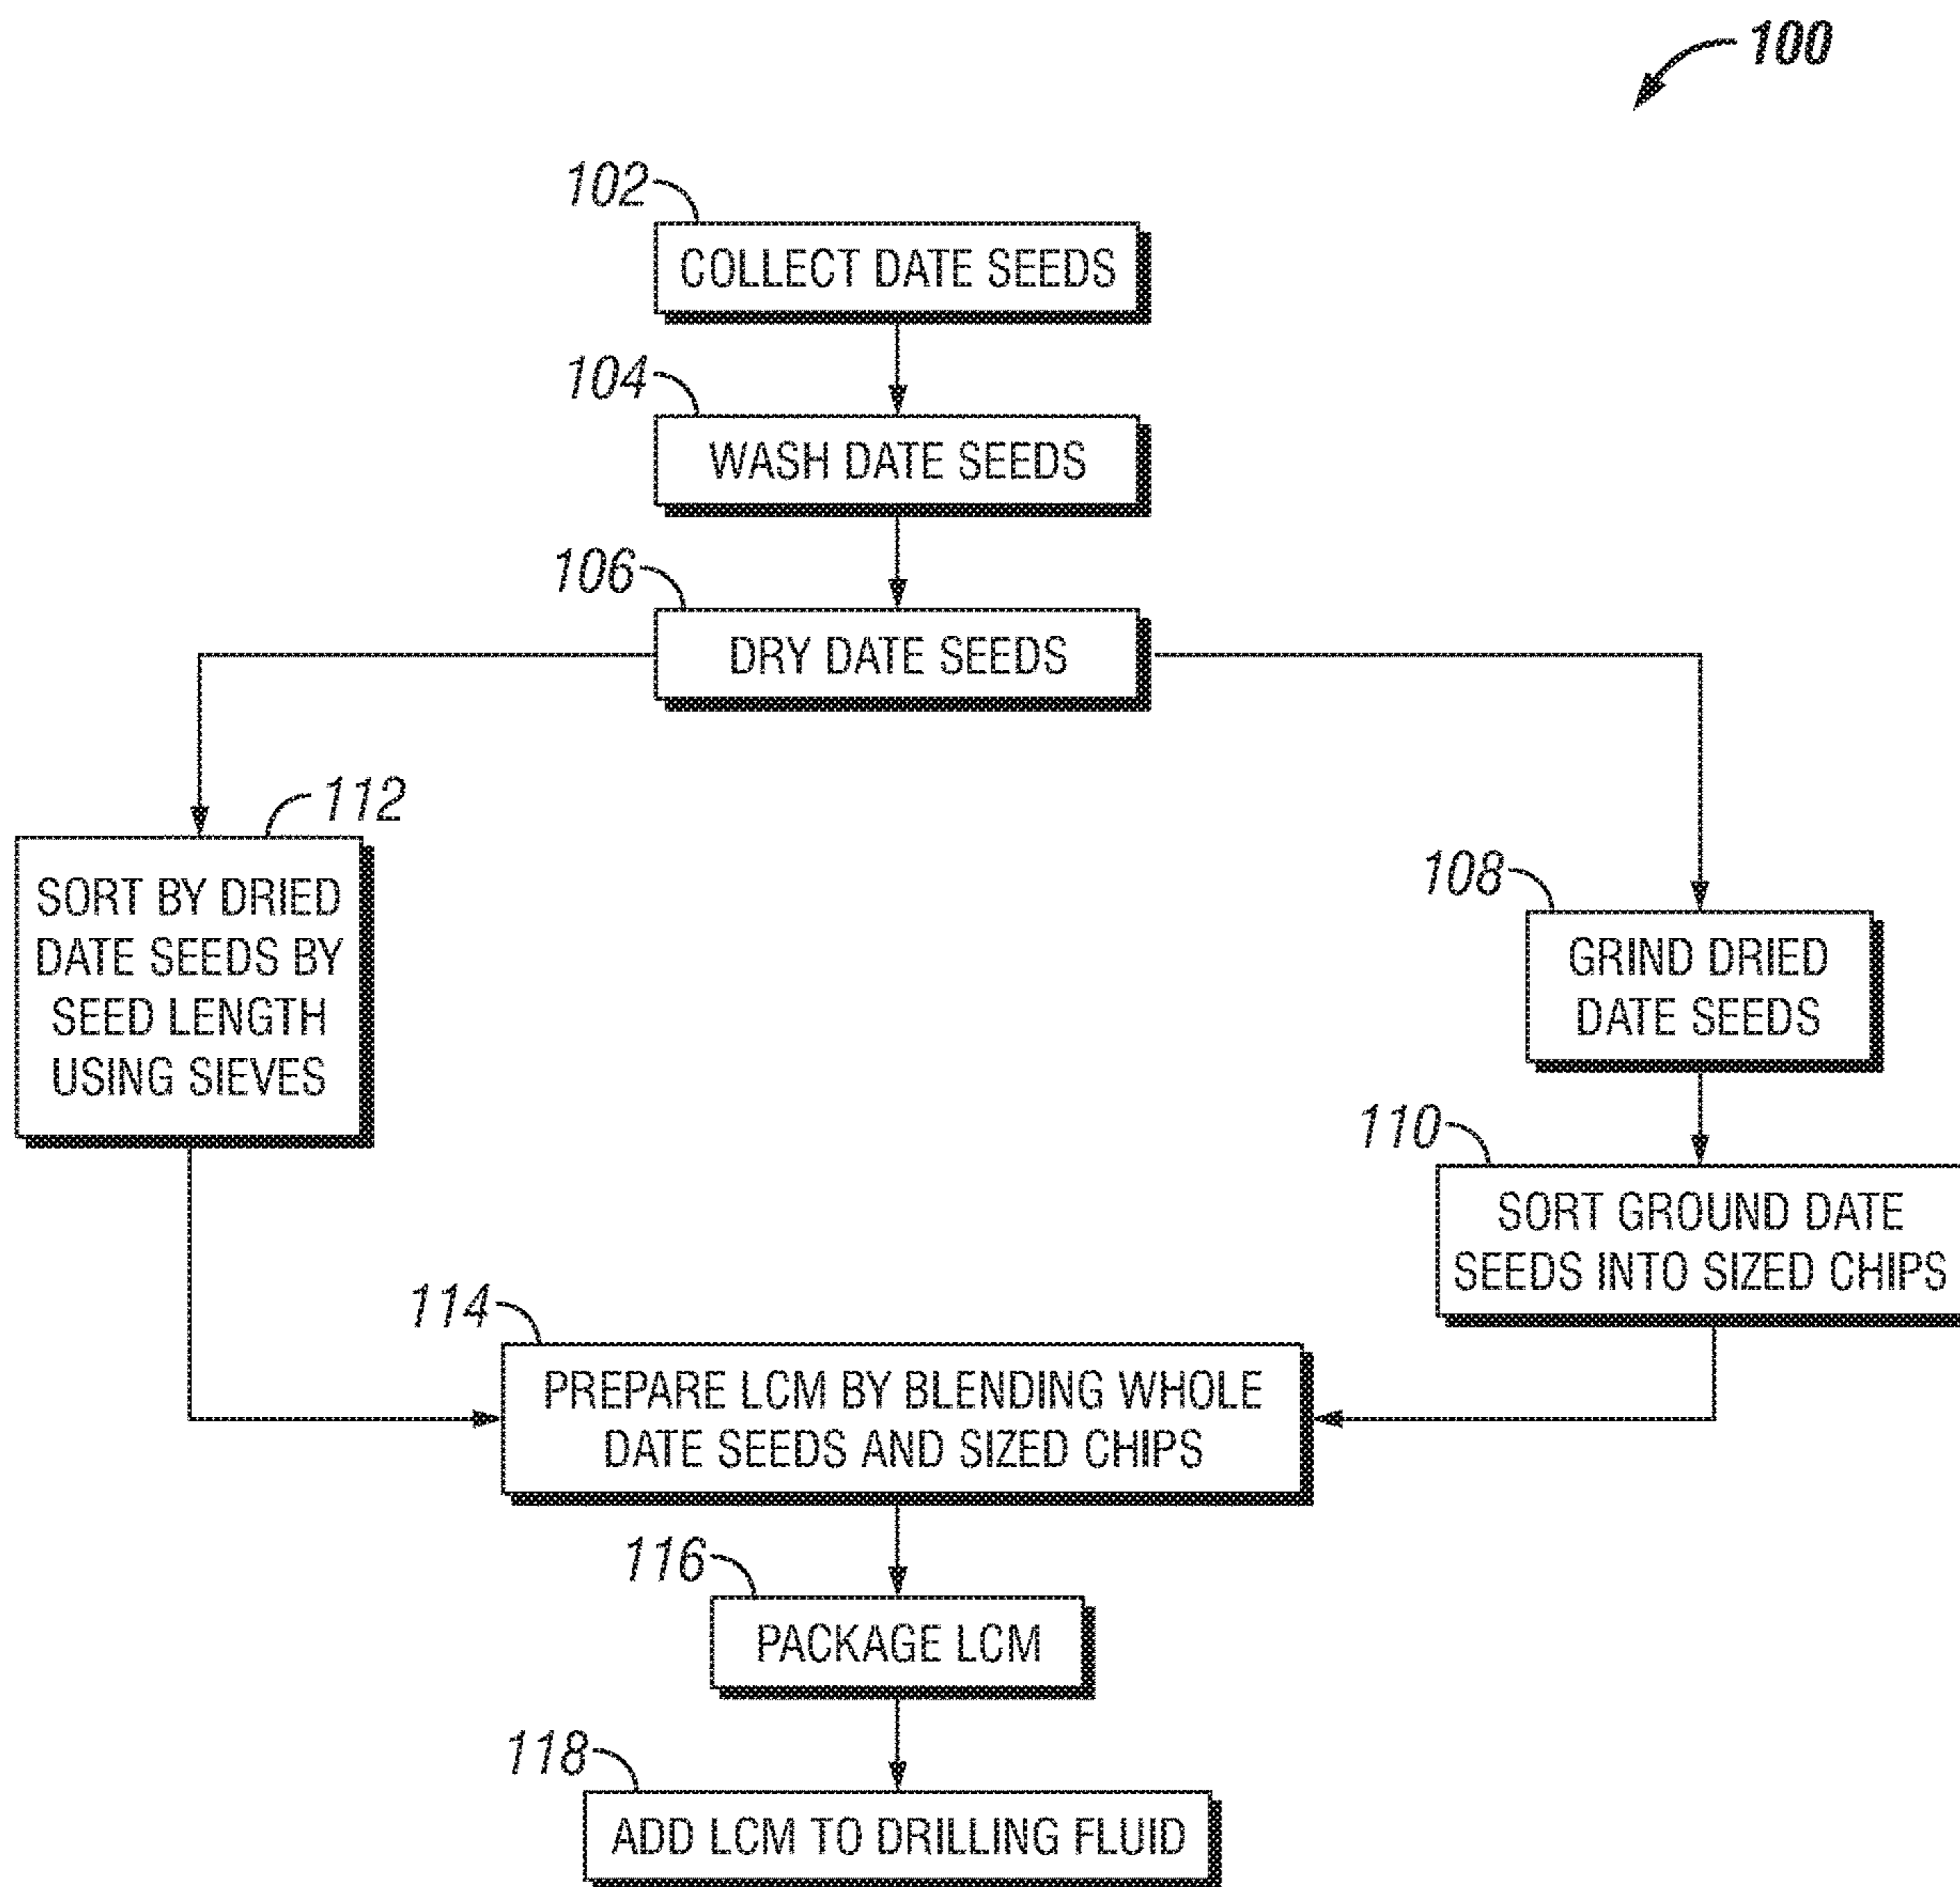 100
102
COLLECT DATE SEEDS
104
WASH DATE SEEDS
106
DRY DATE SEEDS
112
SORT BY DRIED
DATE SEEDS BY
SEED LENGTH
USING SIEVES
108
GRIND DRIED
DATE SEEDS
110
SORT GROUND DATE
SEEDS INTO SIZED CHIPS
114
PREPARE LCM BY BLENDING WHOLE
DATE SEEDS AND SIZED CHIPS
116
PACKAGE LCM
118
ADD LCM TO DRILLING FLUID